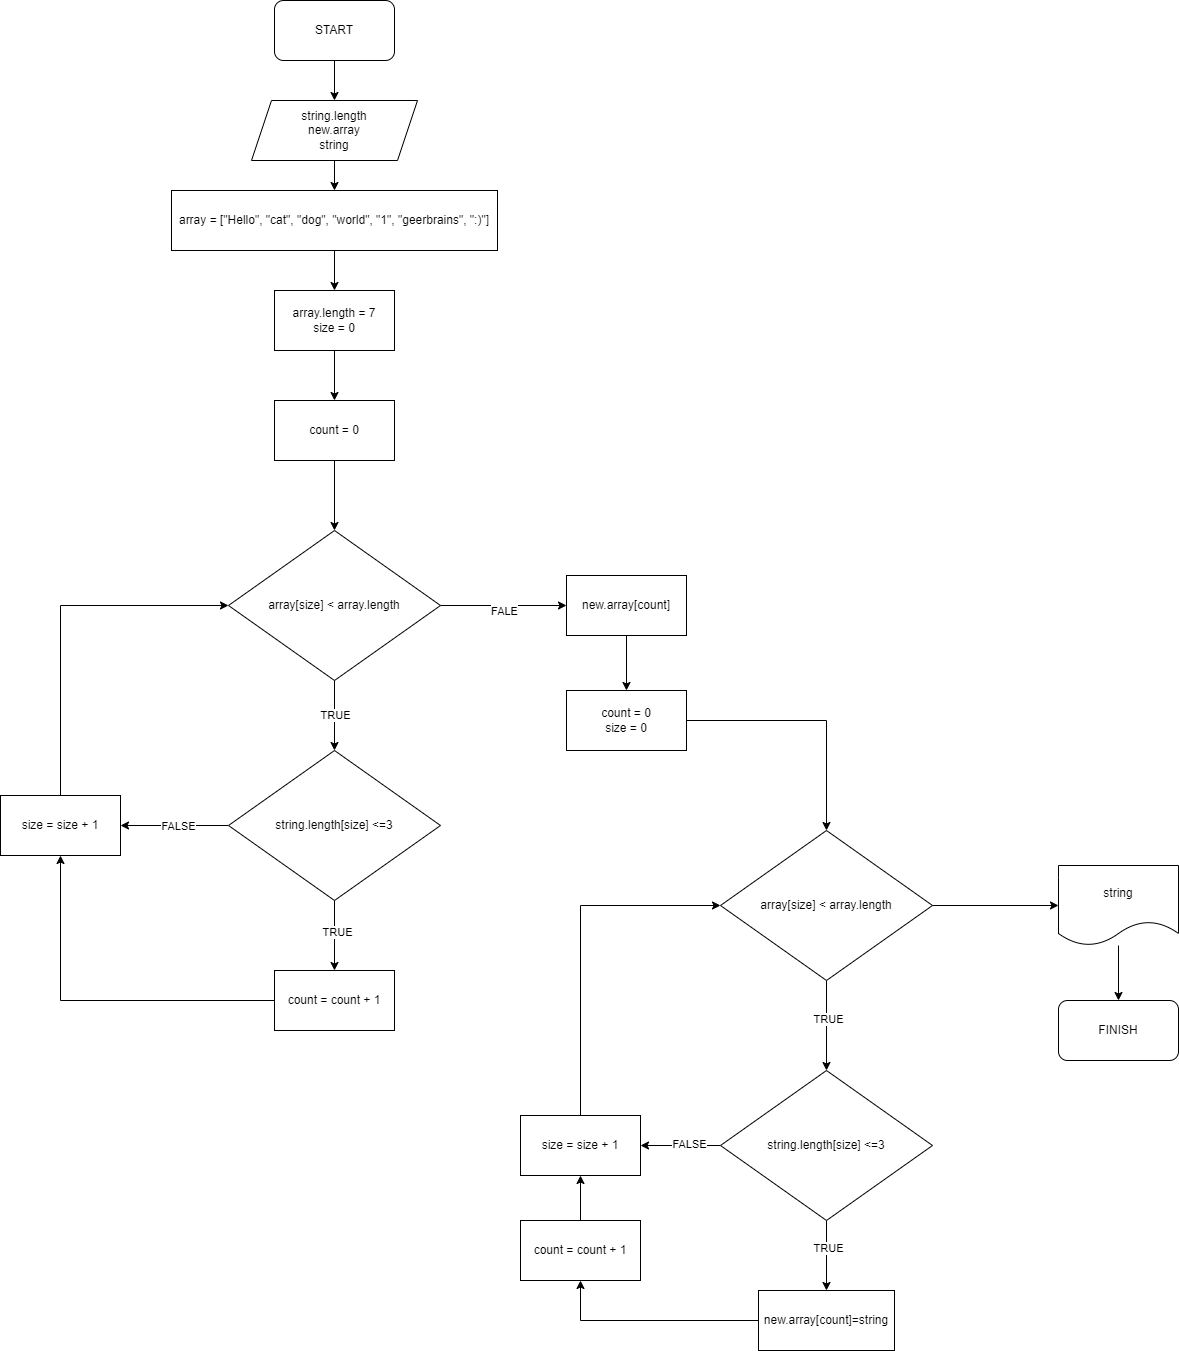 START
string.length
new.array
string
array = ["Hello", "cat", "dog", "world", "1", "geerbrains", ":)"]
array.length = 7
size = 0
count = 0
array[size] < array.length
FALE
new.array[count]
TRUE
count = 0
size = 0
string.length[size] <=3
FALSE
size = size + 1
TRUE
count = count + 1
array[size] < array.length
string
TRUE
FINISH
string.length[size] <=3
FALSE
size = size + 1
TRUE
count = count + 1
new.array[count]=string